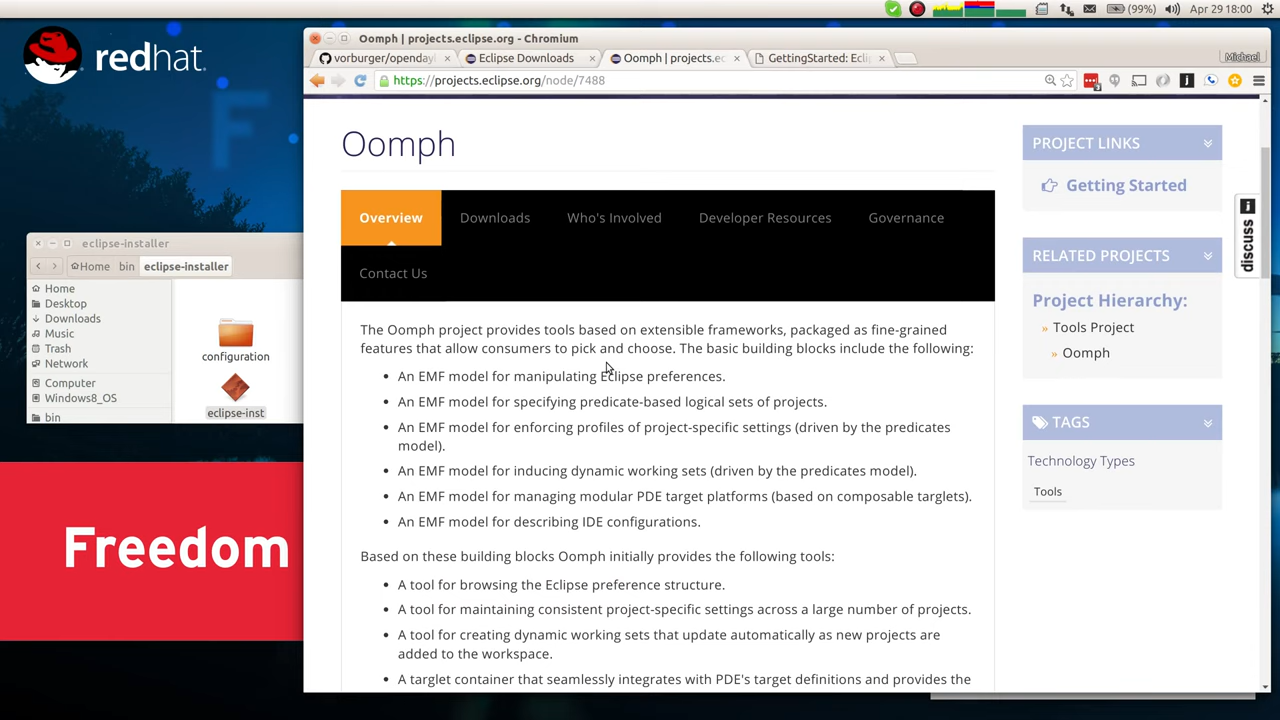 (99%)
Apr 29 18:00
redhat.
Oomph | projects.eclipse.org - Chromium
vorburger/openday
Eclipse Downloads
Oomph | projects.ec
GettingStarted: Ecli
Michael
https://projects.eclipse.org/node/7488
Oomph
Overview
Downloads
Who's Involved
Developer Resources
Governance
Contact Us
The Oomph project provides tools based on extensible frameworks, packaged as fine-grained
features that allow consumers to pick and choose. The basic building blocks include the following:
An EMF model for manipulating Eclipse preferences.
An EMF model for specifying predicate-based logical sets of projects.
An EMF model for enforcing profiles of project-specific settings (driven by the predicates
model).
An EMF model for inducing dynamic working sets (driven by the predicates model).
An EMF model for managing modular PDE target platforms (based on composable targlets).
An EMF model for describing IDE configurations.
Based on these building blocks Oomph initially provides the following tools:
A tool for browsing the Eclipse preference structure.
A tool for maintaining consistent project-specific settings across a large number of projects.
A tool for creating dynamic working sets that update automatically as new projects are
added to the workspace.
A targlet container that seamlessly integrates with PDE's target definitions and provides the
PROJECT LINKS
Getting Started
RELATED PROJECTS
Project Hierarchy:
» Tools Project
» Oomph
TAGS
Technology Types
Tools
discuss
eclipse-installer
Home
bin
eclipse-installer
Home
Desktop
Downloads
Music
Trash
Network
Computer
Windows8_OS
bin
configuration
eclipse-inst
F
Freedom